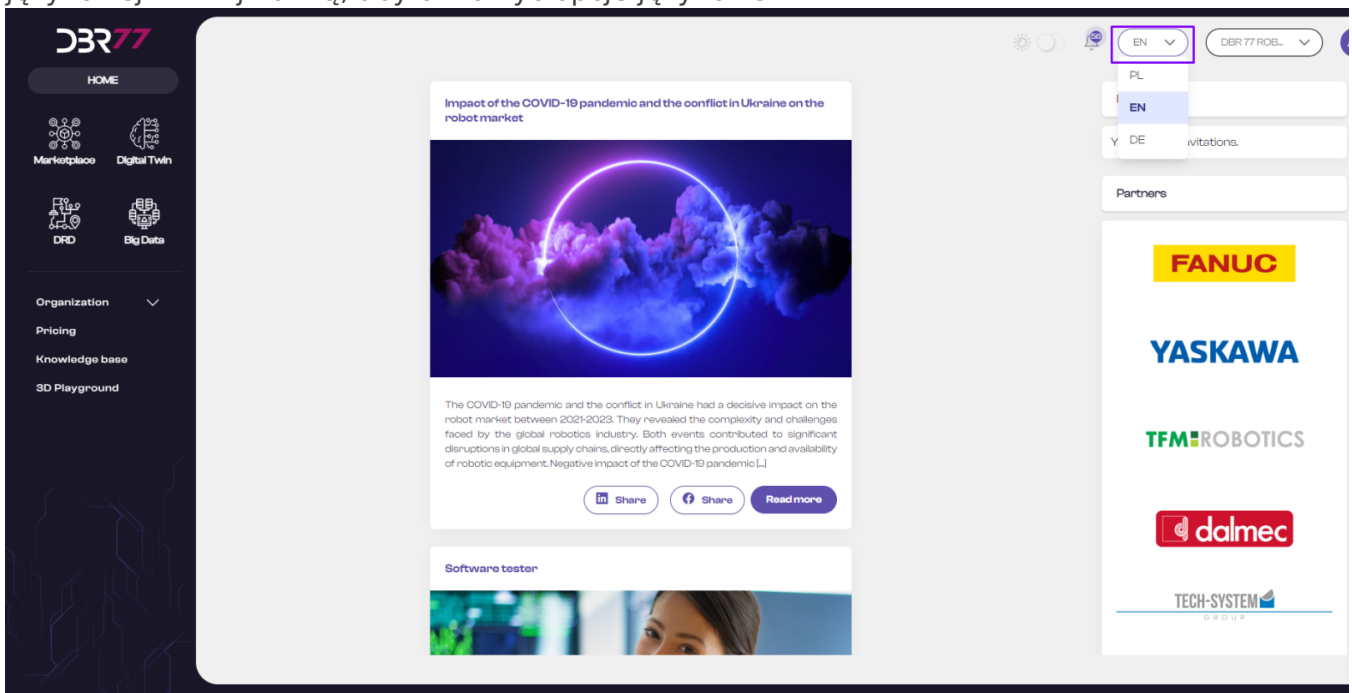 DBR77
HOME
Marketplace
Digital Twin
DRD
Big Data
Organization
Pricing
Knowledge base
3D Playground
58
EN
DBR 77 ROB...
PL
EN
DE
Impact of the COVID-19 pandemic and the conflict in Ukraine on the
robot market
The COVID-19 pandemic and the conflict in Ukraine had a decisive impact on the
robot market between 2021-2023. They revealed the complexity and challenges
faced by the global robotics industry. Both events contributed to significant
disruptions in global supply chains, directly affecting the production and availability
of robotic equipment. Negative impact of the COVID-19 pandemic [...]
Share
Share
Read more
Software tester
Y
vitations.
Partners
FANUC
YASKAWA
TFM ROBOTICS
dalmec
TECH-SYSTEM
GROUP